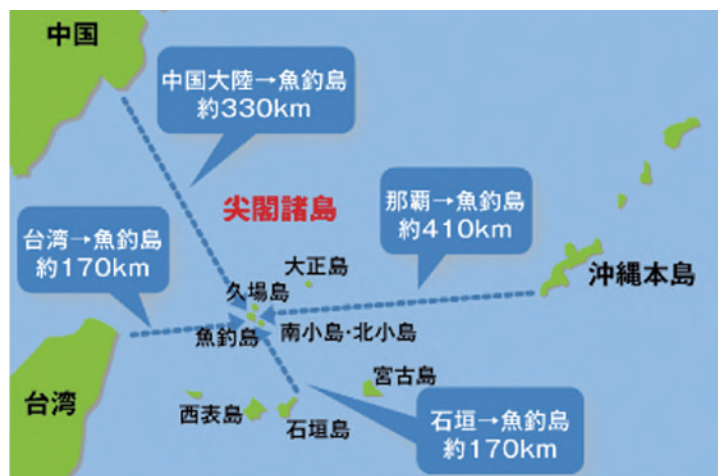 中国
中国大陸→魚釣島
約330km
尖閣諸島
那覇→魚釣島
約410km
台湾→魚釣島
約170km
大正島
久場島
沖縄本島
魚釣島
南小島・北小島
宮古島
台湾
西表島
石垣島
石垣→魚釣島
約170km